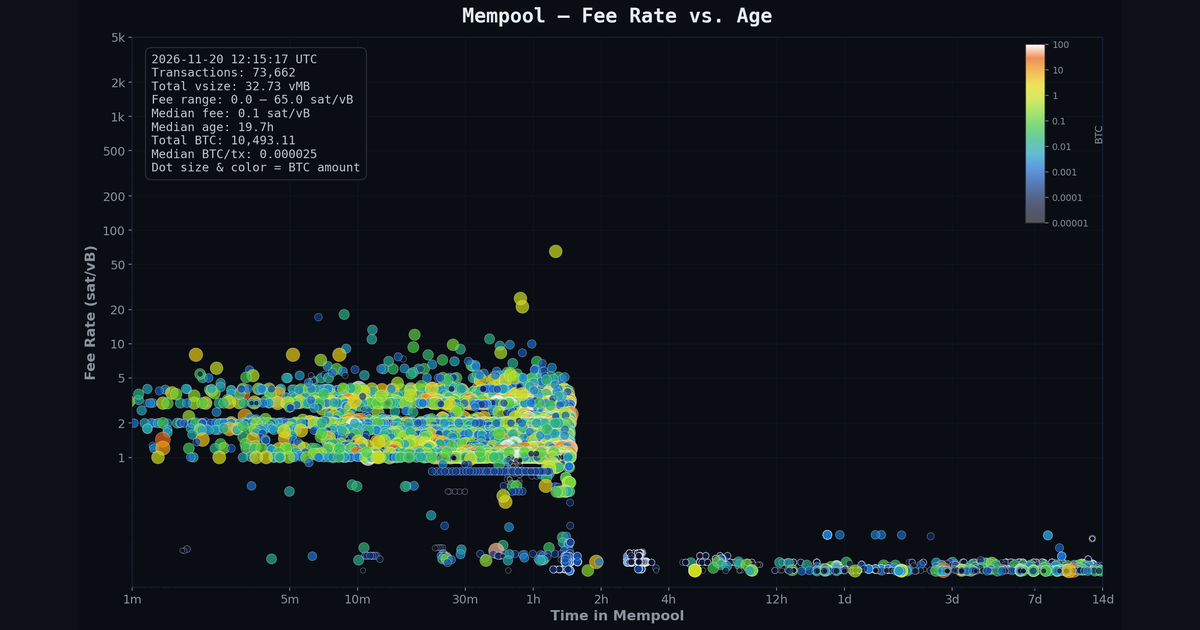 Mempool — Fee Rate vs. Age
2026-11-20 12:15:17 UTC
Transactions: 73,662
Total vsize: 32.73 vMB
Fee range: 0.0 – 65.0 sat/vB
Median fee: 0.1 sat/vB
Median age: 19.7h
Total BTC: 10,493.11
Median BTC/tx: 0.000025
Dot size & color = BTC amount
100
10
1
0.1
0.01
0.001
0.0001
0.00001
BTC
Fee Rate (sat/vB)
5k
2k
1k
500
200
100
50
20
10
5
2
1
1m 5m 10m 30m 1h 2h 4h 12h 1d 3d 7d 14d
Time in Mempool